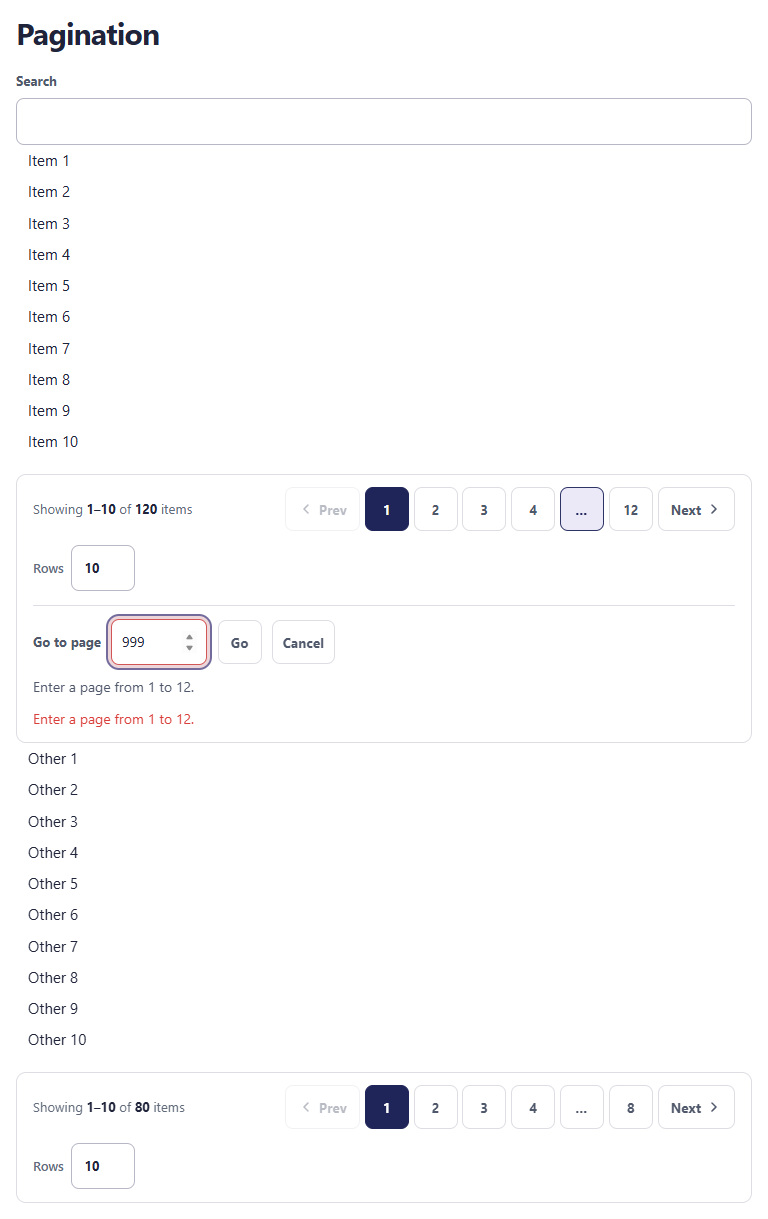 Pagination
Search
Item 1
Item 2
Item 3
Item 4
Item 5
Item 6
Item 7
Item 8
Item 9
Item 10
Showing 1–10 of 120 items Prev 1 2 3 4 ... 12 Next
Rows 10
Go to page 999 Go Cancel
Enter a page from 1 to 12.
Enter a page from 1 to 12.
Other 1
Other 2
Other 3
Other 4
Other 5
Other 6
Other 7
Other 8
Other 9
Other 10
Showing 1–10 of 80 items Prev 1 2 3 4 ... 8 Next
Rows 10